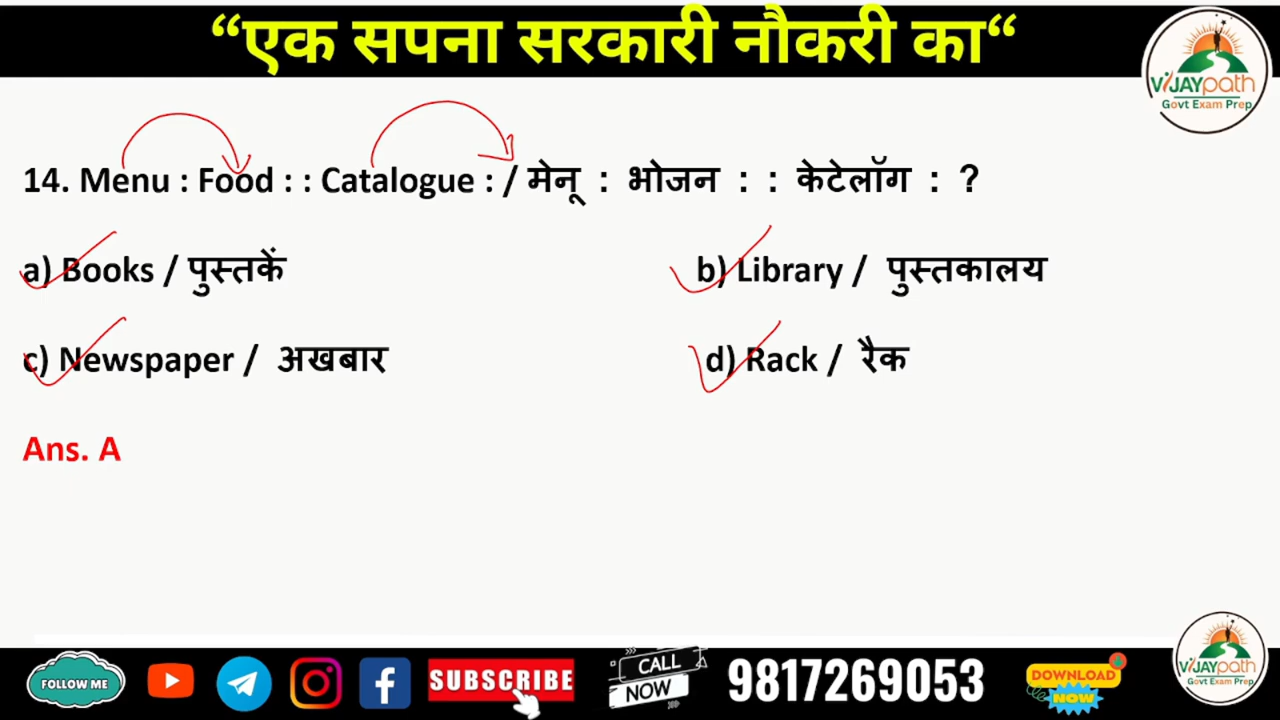 “एक सपना सरकारी नौकरी का“
VIJAYpath
Govt Exam Prep
14. Menu : Food : : Catalogue : / मेनू : भोजन : : केटेलॉग : ?
a) Books / पुस्तकें
b) Library / पुस्तकालय
c) Newspaper / अखबार
d) Rack / रैक
Ans. A
FOLLOW ME
SUBSCRIBE
CALL
NOW
9817269053
DOWNLOAD
NOW
VIJAYpath
Govt Exam Prep